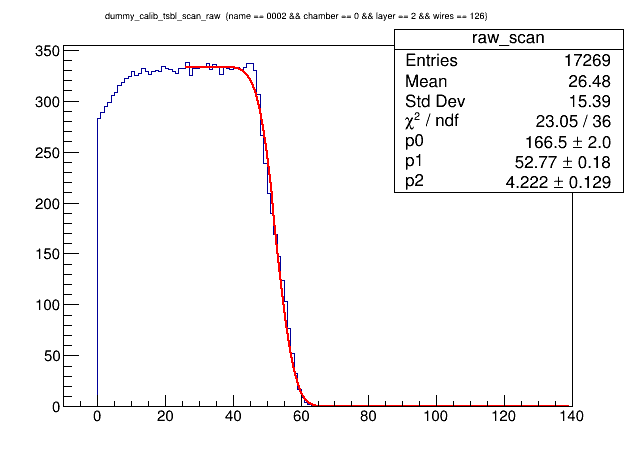 dummy_calib_tsbl_scan_raw (name == 0002 && chamber == 0 && layer == 2 && wires == 126)
raw_scan
Entries 17269
Mean 26.48
Std Dev 15.39
χ² / ndf 23.05 / 36
p0 166.5 ± 2.0
p1 52.77 ± 0.18
p2 4.222 ± 0.129
350
300
250
200
150
100
50
0
0 20 40 60 80 100 120 140